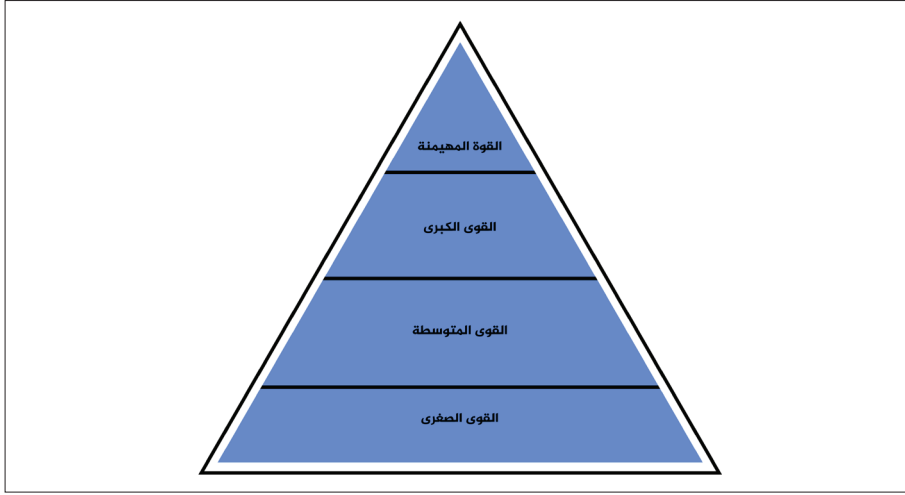 القوة المهيمنة
القوى الكبرى
القوى المتوسطة
القوى الصغرى